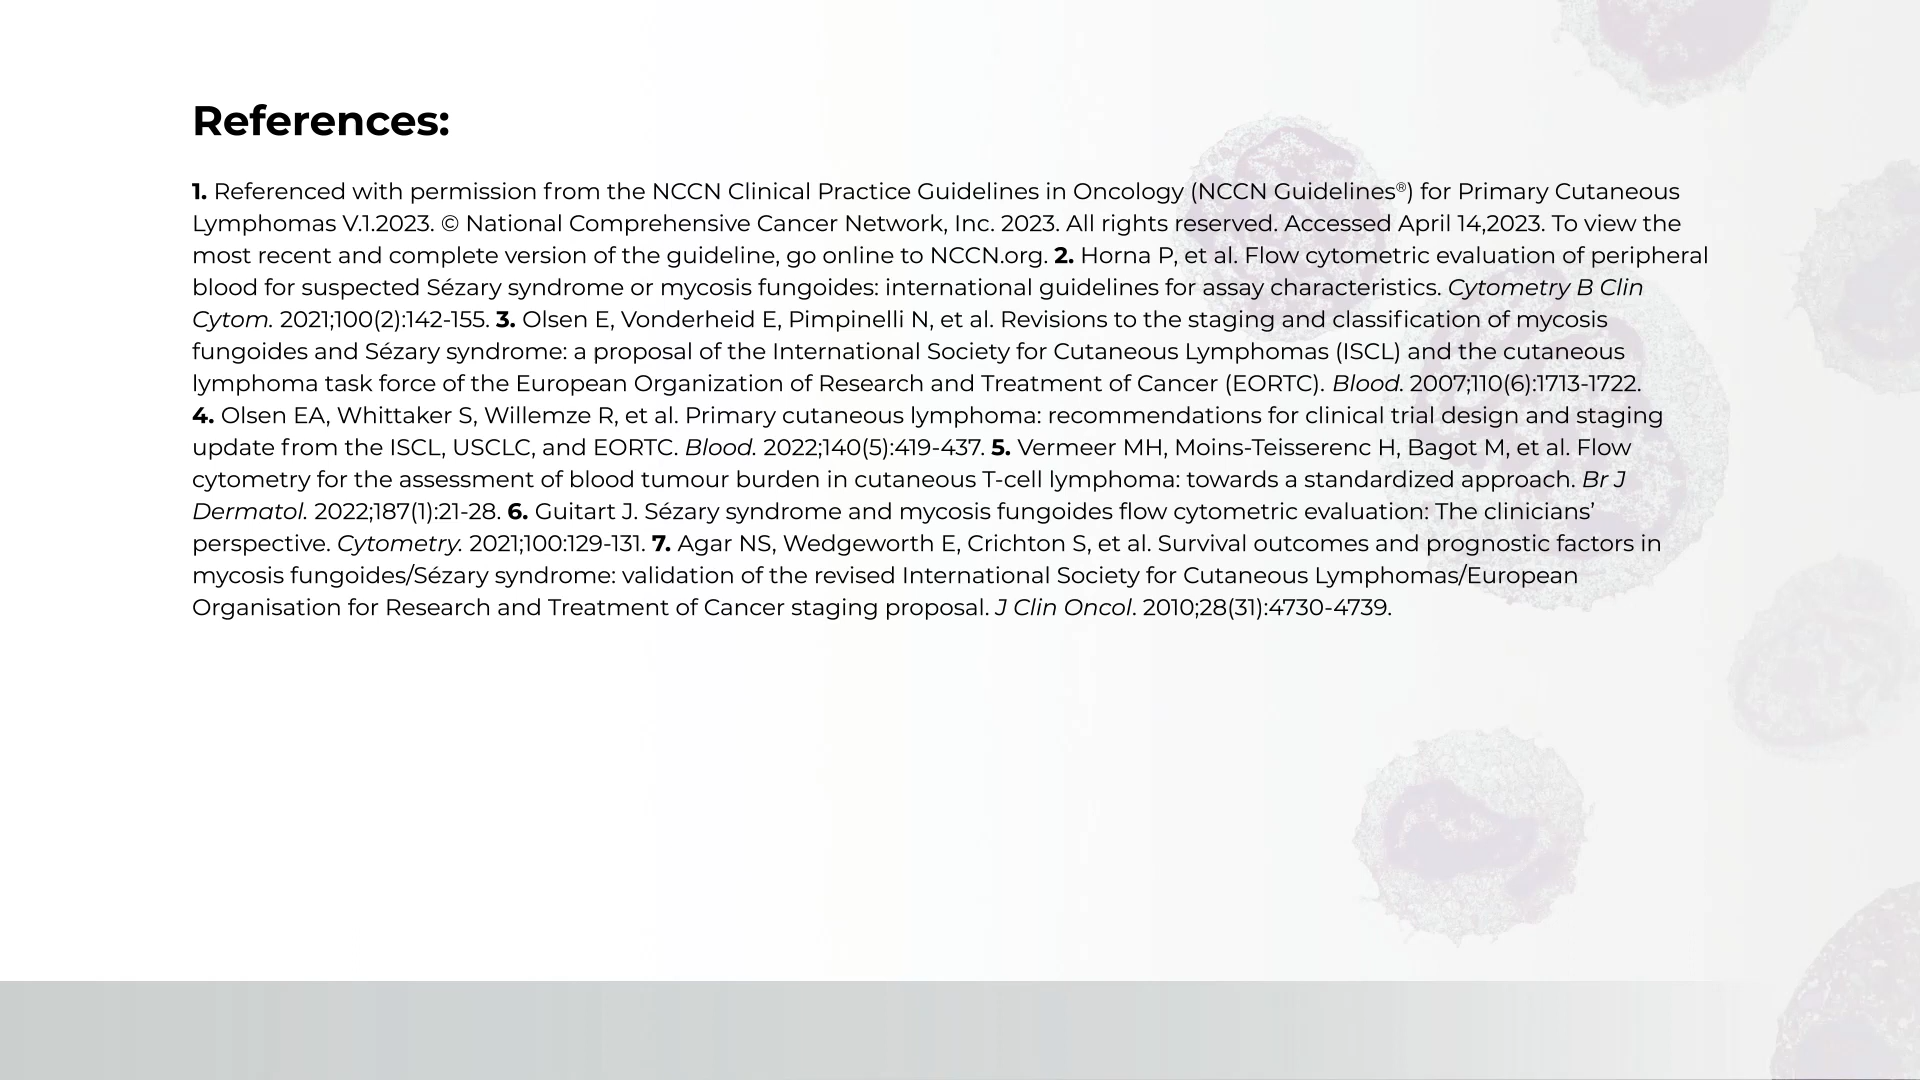 References:
1. Referenced with permission from the NCCN Clinical Practice Guidelines in Oncology (NCCN Guidelines®) for Primary Cutaneous
Lymphomas V.1.2023. © National Comprehensive Cancer Network, Inc. 2023. All rights reserved. Accessed April 14,2023. To view the
most recent and complete version of the guideline, go online to NCCN.org. 2. Horna P, et al. Flow cytometric evaluation of peripheral
blood for suspected Sézary syndrome or mycosis fungoides: international guidelines for assay characteristics. Cytometry B Clin
Cytom. 2021;100(2):142-155. 3. Olsen E, Vonderheid E, Pimpinelli N, et al. Revisions to the staging and classification of mycosis
fungoides and Sézary syndrome: a proposal of the International Society for Cutaneous Lymphomas (ISCL) and the cutaneous
lymphoma task force of the European Organization of Research and Treatment of Cancer (EORTC). Blood. 2007;110(6):1713-1722.
4. Olsen EA, Whittaker S, Willemze R, et al. Primary cutaneous lymphoma: recommendations for clinical trial design and staging
update from the ISCL, USCLC, and EORTC. Blood. 2022;140(5):419-437. 5. Vermeer MH, Moins-Teisserenc H, Bagot M, et al. Flow
cytometry for the assessment of blood tumour burden in cutaneous T-cell lymphoma: towards a standardized approach. Br J
Dermatol. 2022;187(1):21-28. 6. Guitart J. Sézary syndrome and mycosis fungoides flow cytometric evaluation: The clinicians’
perspective. Cytometry. 2021;100:129-131. 7. Agar NS, Wedgeworth E, Crichton S, et al. Survival outcomes and prognostic factors in
mycosis fungoides/Sézary syndrome: validation of the revised International Society for Cutaneous Lymphomas/European
Organisation for Research and Treatment of Cancer staging proposal. J Clin Oncol. 2010;28(31):4730-4739.